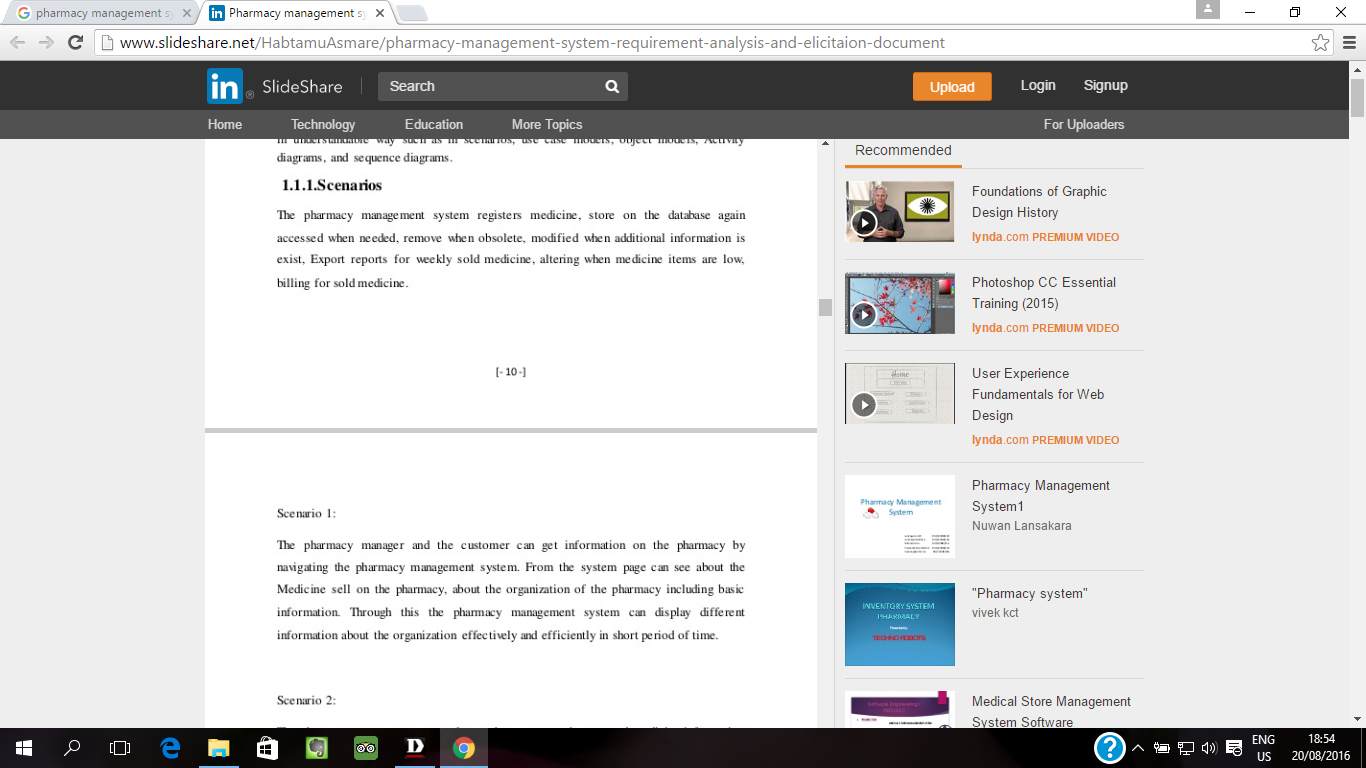 pharmacy management sy
Pharmacy management sy
www.slideshare.net/HabtamuAsmare/pharmacy-management-system-requirement-analysis-and-elicitaion-document
in
® SlideShare
Search
Upload
Login
Signup
Home
Technology
Education
More Topics
For Uploaders
in understandable way such as in scenarios, use case models, object models, Activity
diagrams, and sequence diagrams.
1.1.1.Scenarios
The pharmacy management system registers medicine, store on the database again
accessed when needed, remove when obsolete, modified when additional information is
exist, Export reports for weekly sold medicine, altering when medicine items are low,
billing for sold medicine.
[- 10 -]
Scenario 1:
The pharmacy manager and the customer can get information on the pharmacy by
navigating the pharmacy management system. From the system page can see about the
Medicine sell on the pharmacy, about the organization of the pharmacy including basic
information. Through this the pharmacy management system can display different
information about the organization effectively and efficiently in short period of time.
Scenario 2:
Recommended
Foundations of Graphic
Design History
lynda.com PREMIUM VIDEO
Photoshop CC Essential
Training (2015)
lynda.com PREMIUM VIDEO
Home
User Experience
Fundamentals for Web
Design
lynda.com PREMIUM VIDEO
Pharmacy Management
System
Pharmacy Management
System1
Nuwan Lansakara
INVENTORY SYSTEM
PHARMACY
Presented by:
TECHNO ROBOTS
"Pharmacy system"
vivek kct
Software Engineering I
PROJECT
Medical Store Management
System Software
ENG
US
18:54
20/08/2016